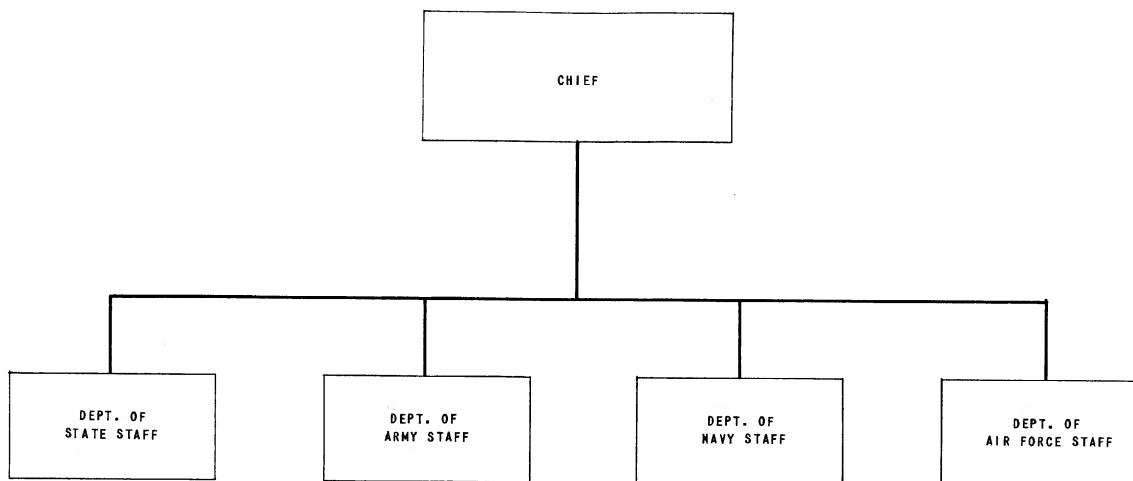 CHIEF
DEPT. OF
STATE STAFF
DEPT. OF
ARMY STAFF
DEPT. OF
NAVY STAFF
DEPT. OF
AIR FORCE STAFF